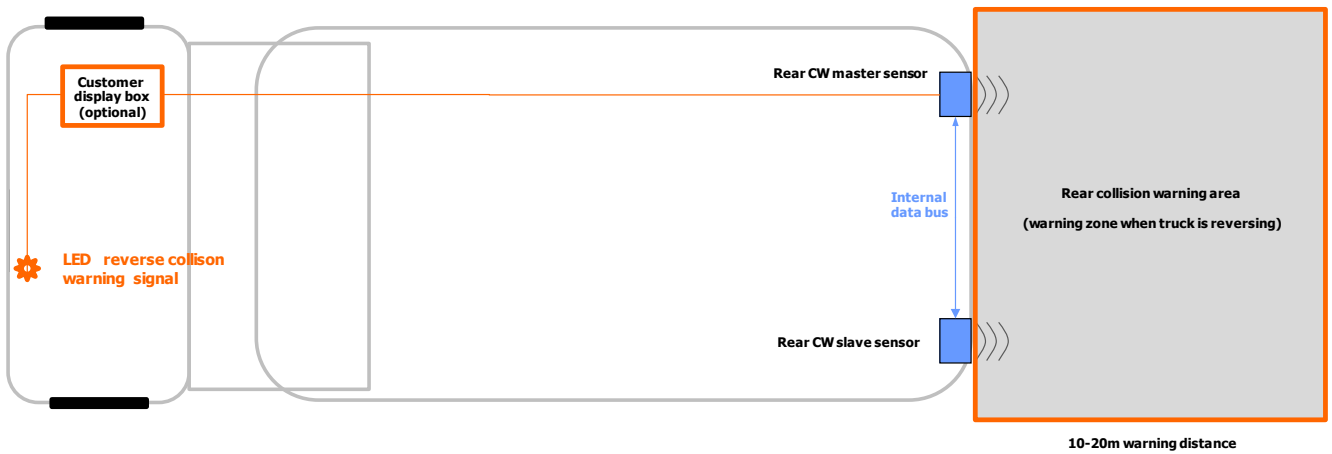 Customer
display box
(optional)
LED reverse collison
warning signal
Rear CW master sensor
Internal
data bus
Rear CW slave sensor
Rear collision warning area
(warning zone when truck is reversing)
10-20m warning distance